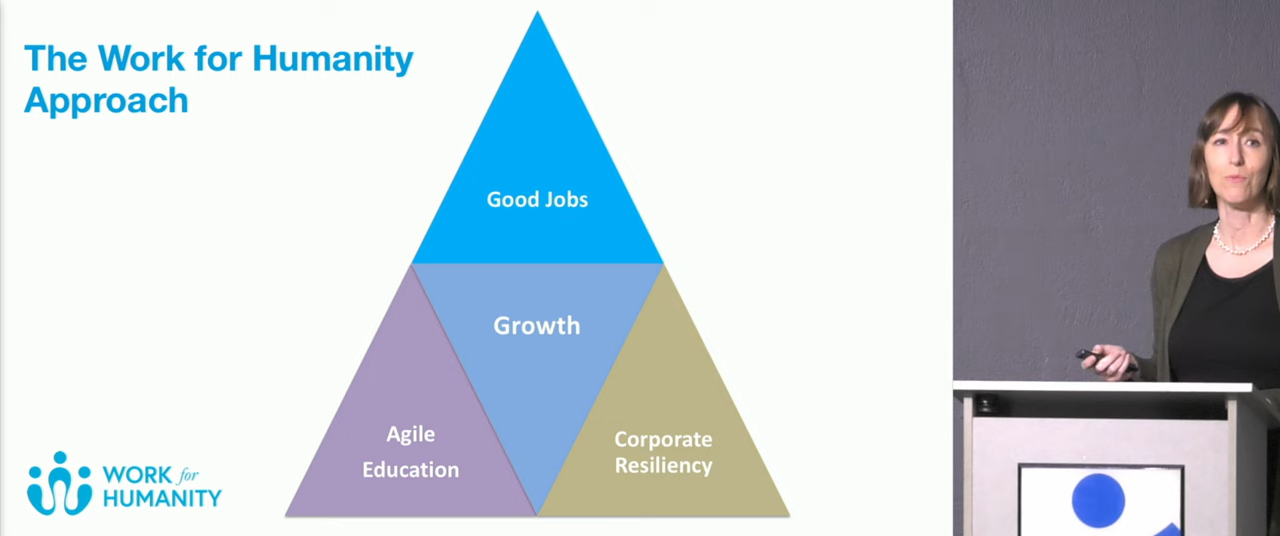 The Work for Humanity
Approach
Good Jobs
Growth
Agile
Education
Corporate
Resiliency
WORK for
HUMANITY